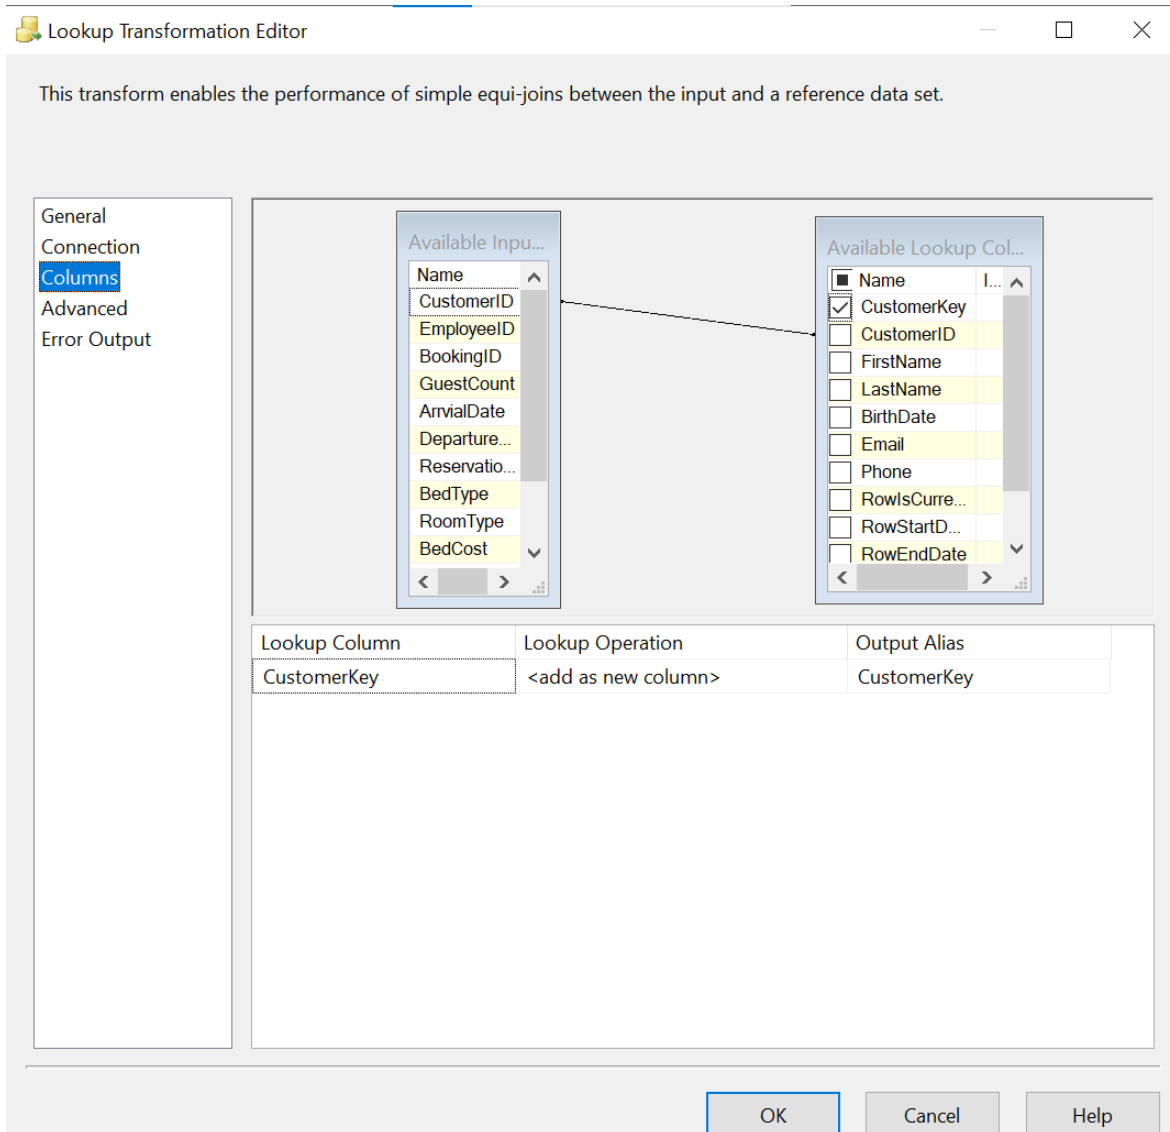 Lookup Transformation Editor
This transform enables the performance of simple equi-joins between the input and a reference data set.
General
Connection
Columns
Advanced
Error Output
Available Inpu...
Name
CustomerID
EmployeeID
BookingID
GuestCount
ArrvialDate
Departure...
Reservatio...
BedType
RoomType
BedCost
Available Lookup Col...
Name I...
CustomerKey
CustomerID
FirstName
LastName
BirthDate
Email
Phone
RowIsCurre...
RowStartD...
RowEndDate
Lookup Column Lookup Operation Output Alias
CustomerKey <add as new column> CustomerKey
OK Cancel Help